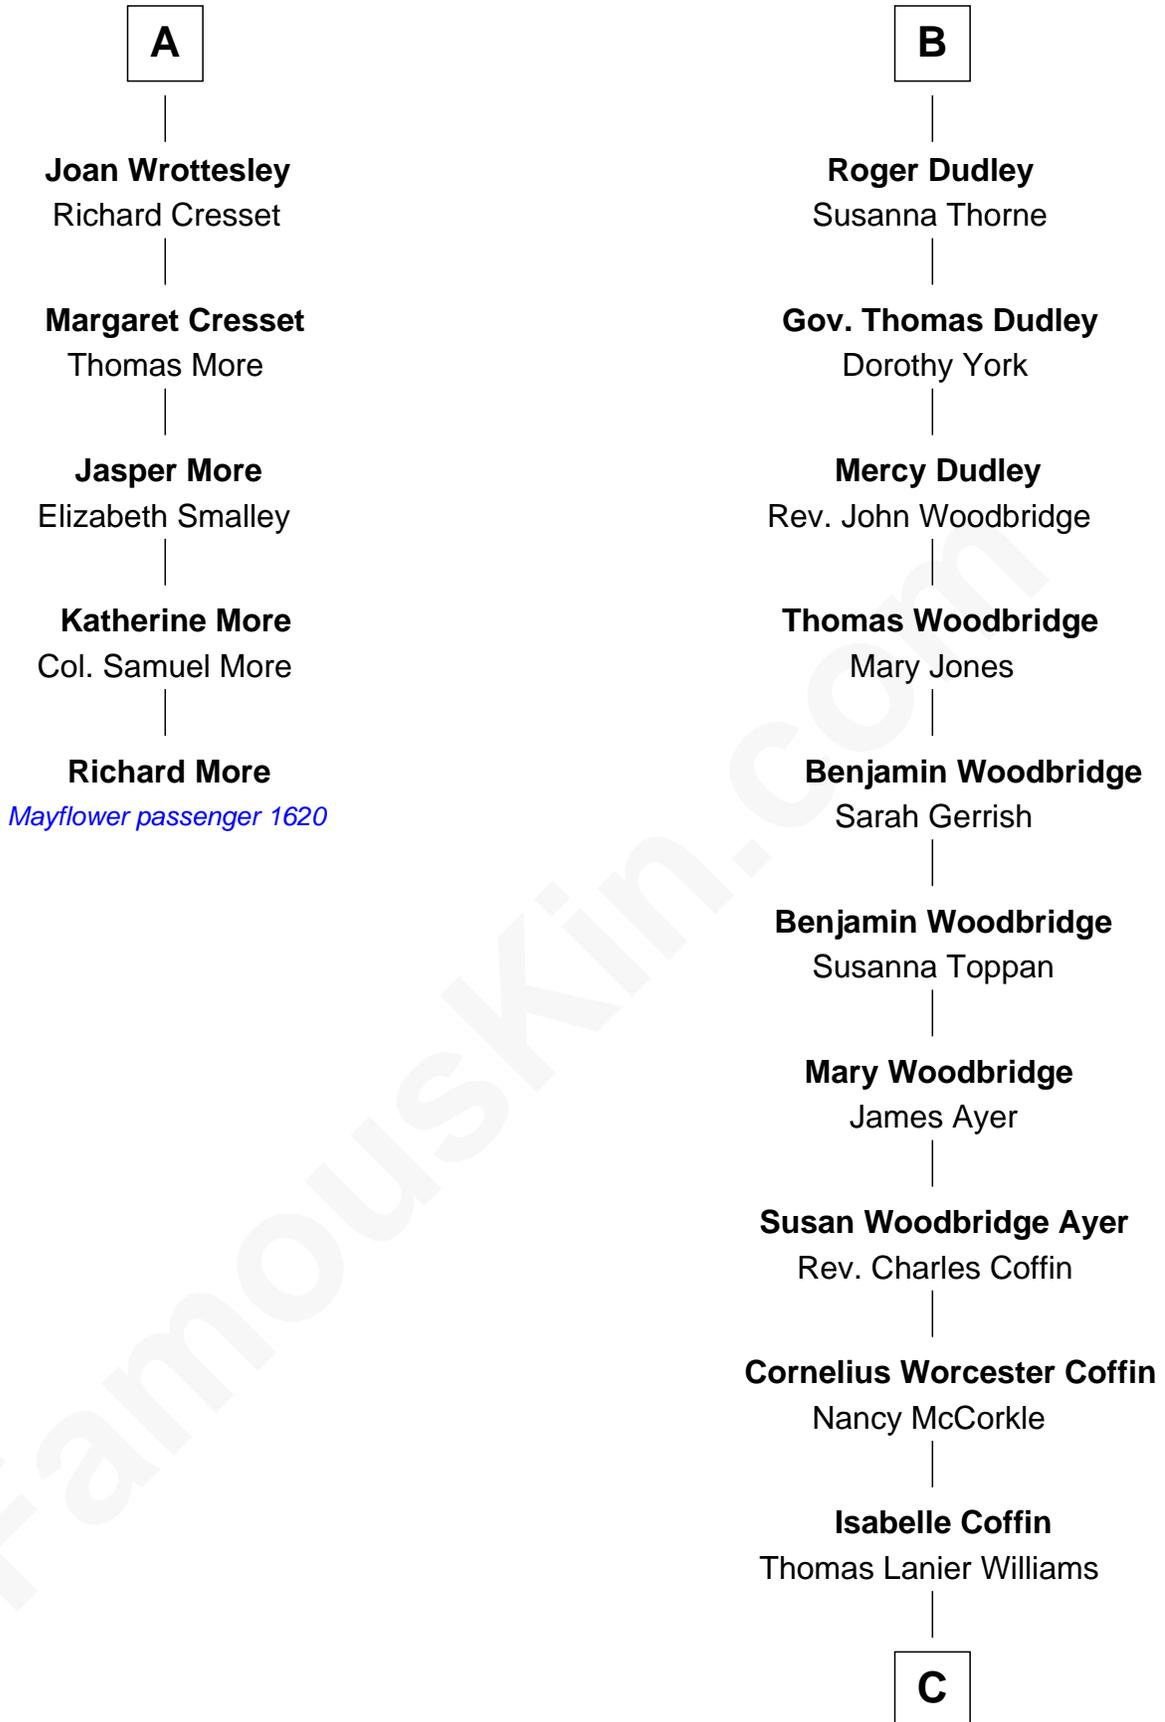 A
Joan Wrottesley
Richard Cresset
Margaret Cresset
Thomas More
Jasper More
Elizabeth Smalley
Katherine More
Col. Samuel More
Richard More
Mayflower passenger 1620
B
Roger Dudley
Susanna Thorne
Gov. Thomas Dudley
Dorothy York
Mercy Dudley
Rev. John Woodbridge
Thomas Woodbridge
Mary Jones
Benjamin Woodbridge
Sarah Gerrish
Benjamin Woodbridge
Susanna Toppan
Mary Woodbridge
James Ayer
Susan Woodbridge Ayer
Rev. Charles Coffin
Cornelius Worcester Coffin
Nancy McCorkle
Isabelle Coffin
Thomas Lanier Williams
C
FamousKin.com